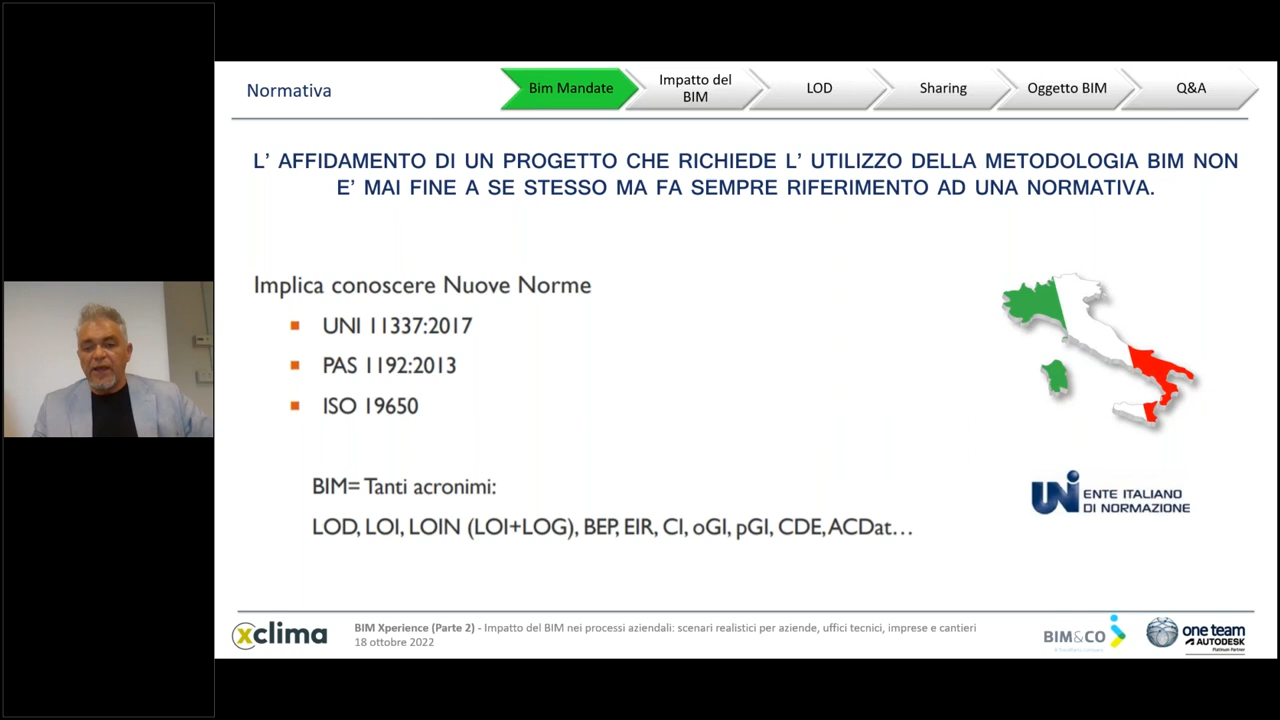 Normativa
Bim Mandate
Impatto del
BIM
LOD
Sharing
Oggetto BIM
Q&A
L' AFFIDAMENTO DI UN PROGETTO CHE RICHIEDE L' UTILIZZO DELLA METODOLOGIA BIM NON
E' MAI FINE A SE STESSO MA FA SEMPRE RIFERIMENTO AD UNA NORMATIVA.
Implica conoscere Nuove Norme
UNI 11337:2017
PAS 1192:2013
ISO 19650
BIM= Tanti acronimi:
LOD, LOI, LOIN (LOI+LOG), BEP, EIR, CI, oGI, pGI, CDE, ACDat…
UNI ENTE ITALIANO
DI NORMAZIONE
xclima
BIM Xperience (Parte 2) - Impatto del BIM nei processi aziendali: scenari realistici per aziende, uffici tecnici, imprese e cantieri
18 ottobre 2022
BIM&CO
one team
AUTODESK
Platinum Partner